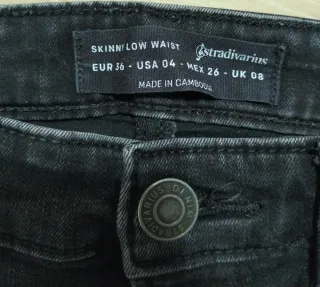 SKINNY LOW WAIST stradivarius
EUR 36 - USA 04 - MEX 26 - UK 08
MADE IN CAMBODIA
STRADIVARIUS DENIM